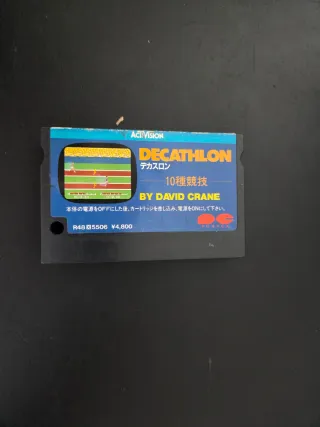 ACTIVISION
DECATHLON
デカスロン
10種競技
BY DAVID CRANE
本体の電源をOFFにした後、カートリッジを差し込み、電源をONにして下さい。
R48 5506 ¥4,800